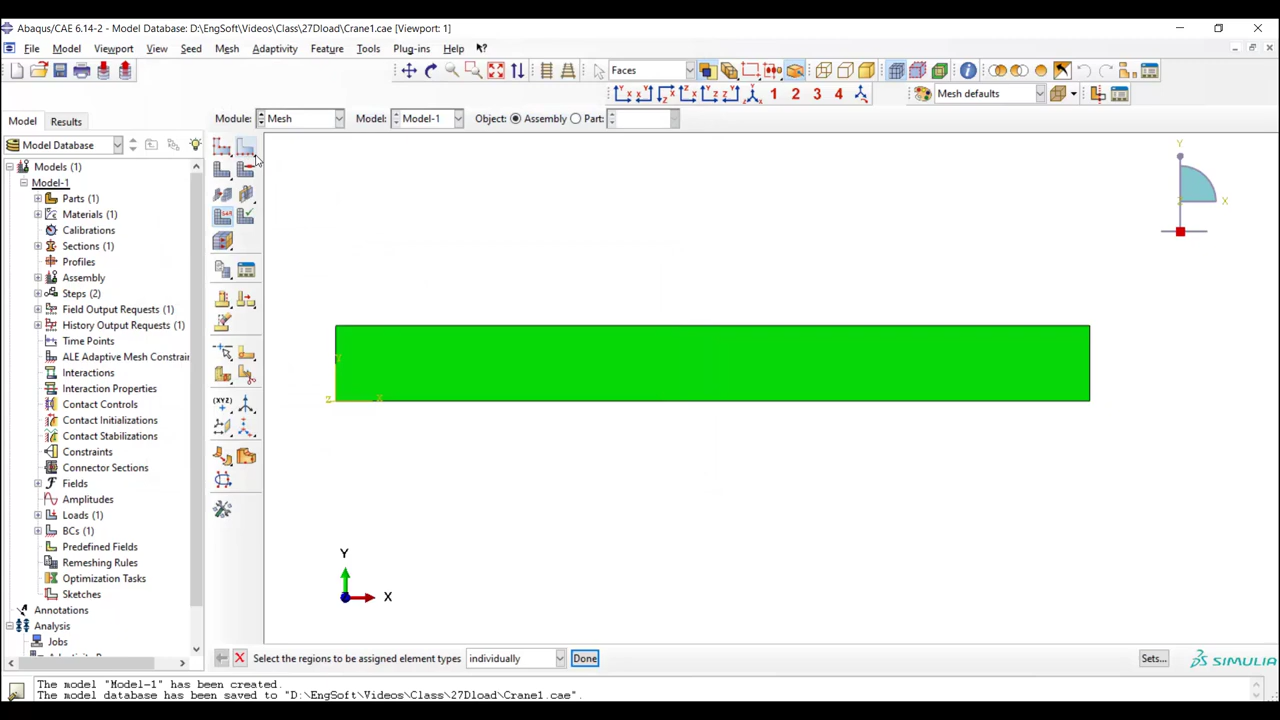 Abaqus/CAE 6.14-2 - Model Database: D:\EngSoft\Videos\Class\27Dload\Crane1.cae [Viewport: 1]
File Model Viewport View Seed Mesh Adaptivity Feature Tools Plug-ins Help
Faces
1 2 3 4 Mesh defaults
Model Results Module: Mesh Model: Model-1 Object: Assembly Part:
Model Database
Models (1)
Model-1
Parts (1)
Materials (1)
Calibrations
Sections (1)
Profiles
Assembly
Steps (2)
Field Output Requests (1)
History Output Requests (1)
Time Points
ALE Adaptive Mesh Constrain
Interactions
Interaction Properties
Contact Controls
Contact Initializations
Contact Stabilizations
Constraints
Connector Sections
Fields
Amplitudes
Loads (1)
BCs (1)
Predefined Fields
Remeshing Rules
Optimization Tasks
Sketches
Annotations
Analysis
Jobs
(XYZ)
Y
X
Z
Y
X
Z
Y
X
Select the regions to be assigned element types individually Done Sets... SIMULIA
The model "Model-1" has been created.
The model database has been saved to "D:\EngSoft\Videos\Class\27Dload\Crane1.cae".